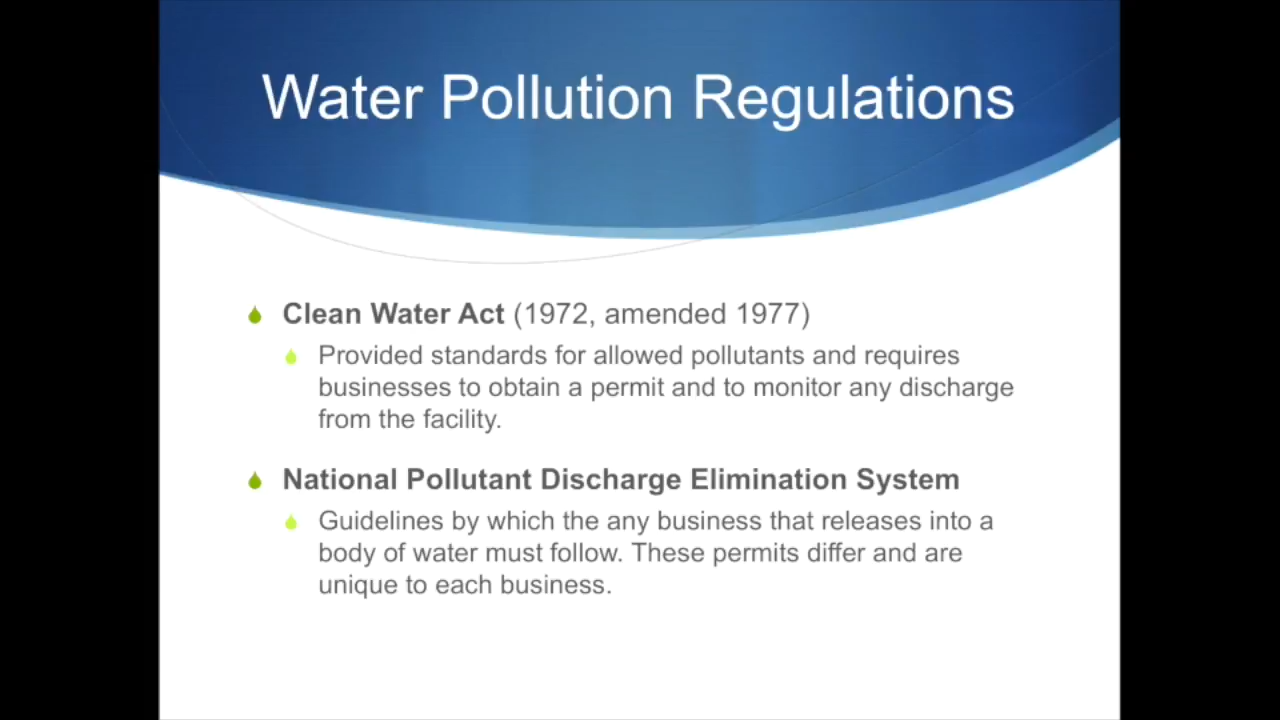 Water Pollution Regulations
Clean Water Act (1972, amended 1977)
Provided standards for allowed pollutants and requires
businesses to obtain a permit and to monitor any discharge
from the facility.
National Pollutant Discharge Elimination System
Guidelines by which the any business that releases into a
body of water must follow. These permits differ and are
unique to each business.